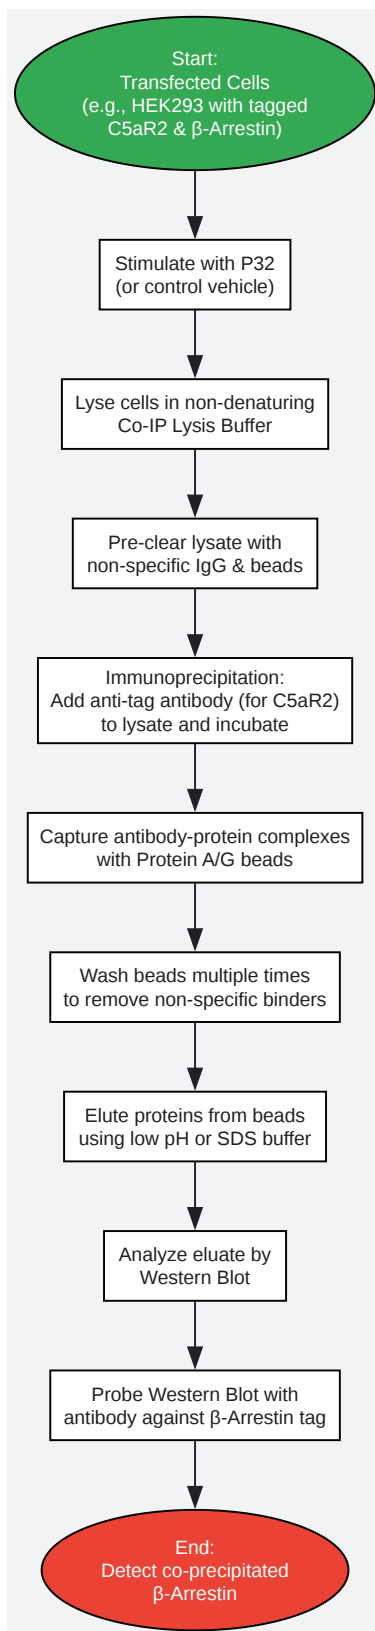 Start:
Transfected Cells
(e.g., HEK293 with tagged
C5aR2 & β-Arrestin)
Stimulate with P32
(or control vehicle)
Lyse cells in non-denaturing
Co-IP Lysis Buffer
Pre-clear lysate with
non-specific IgG & beads
Immunoprecipitation:
Add anti-tag antibody (for C5aR2)
to lysate and incubate
Capture antibody-protein complexes
with Protein A/G beads
Wash beads multiple times
to remove non-specific binders
Elute proteins from beads
using low pH or SDS buffer
Analyze eluate by
Western Blot
Probe Western Blot with
antibody against β-Arrestin tag
End:
Detect co-precipitated
β-Arrestin